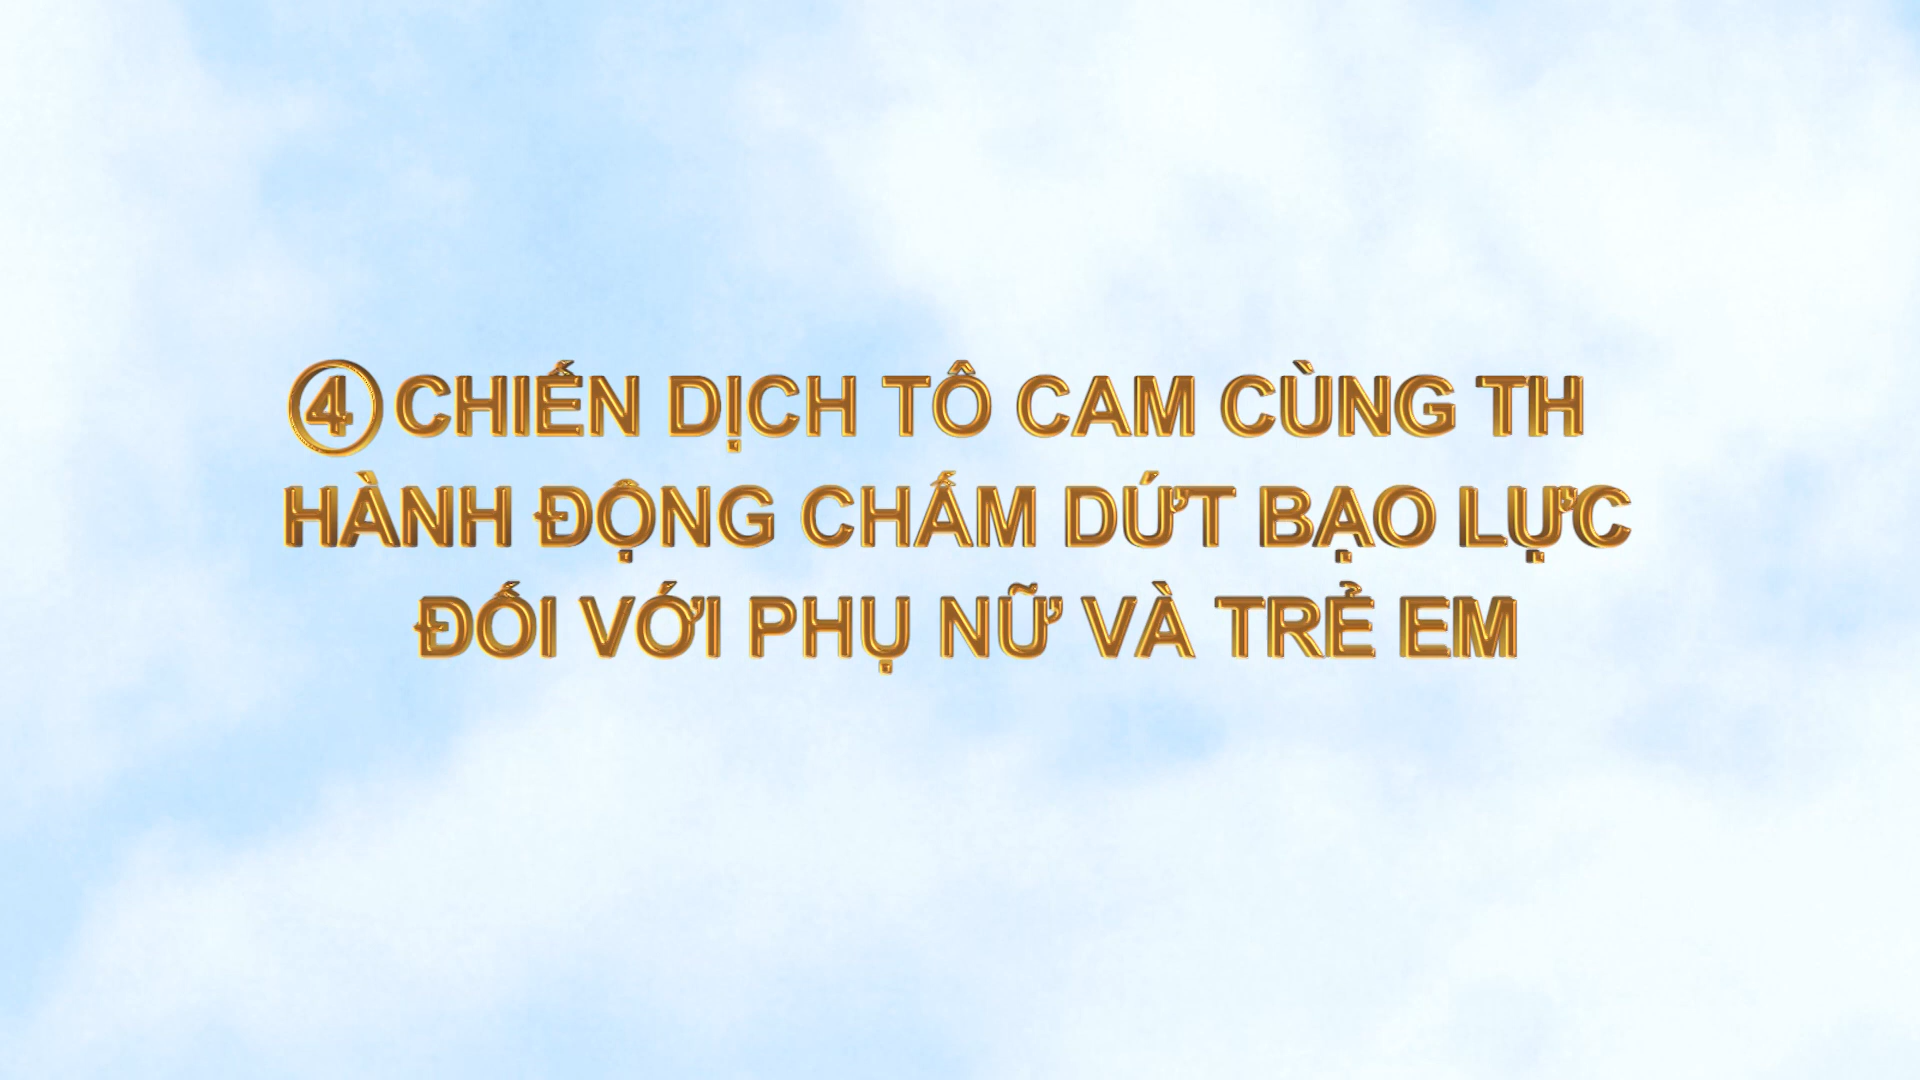 ④ CHIẾN DỊCH TÔ CAM CÙNG TH
HÀNH ĐỘNG CHẤM DỨT BẠO LỰC
ĐỐI VỚI PHỤ NỮ VÀ TRẺ EM